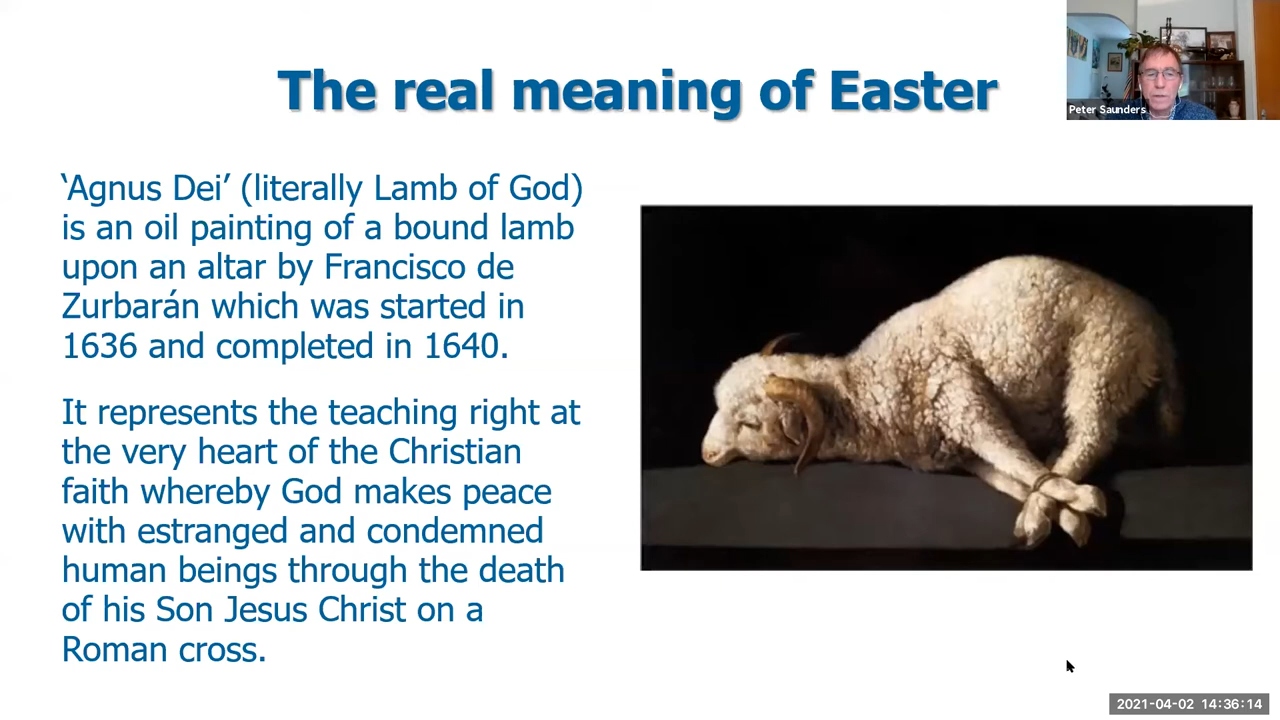 The real meaning of Easter
Peter Saunders
‘Agnus Dei’ (literally Lamb of God)
is an oil painting of a bound lamb
upon an altar by Francisco de
Zurbarán which was started in
1636 and completed in 1640.
It represents the teaching right at
the very heart of the Christian
faith whereby God makes peace
with estranged and condemned
human beings through the death
of his Son Jesus Christ on a
Roman cross.
2021-04-02 14:36:14